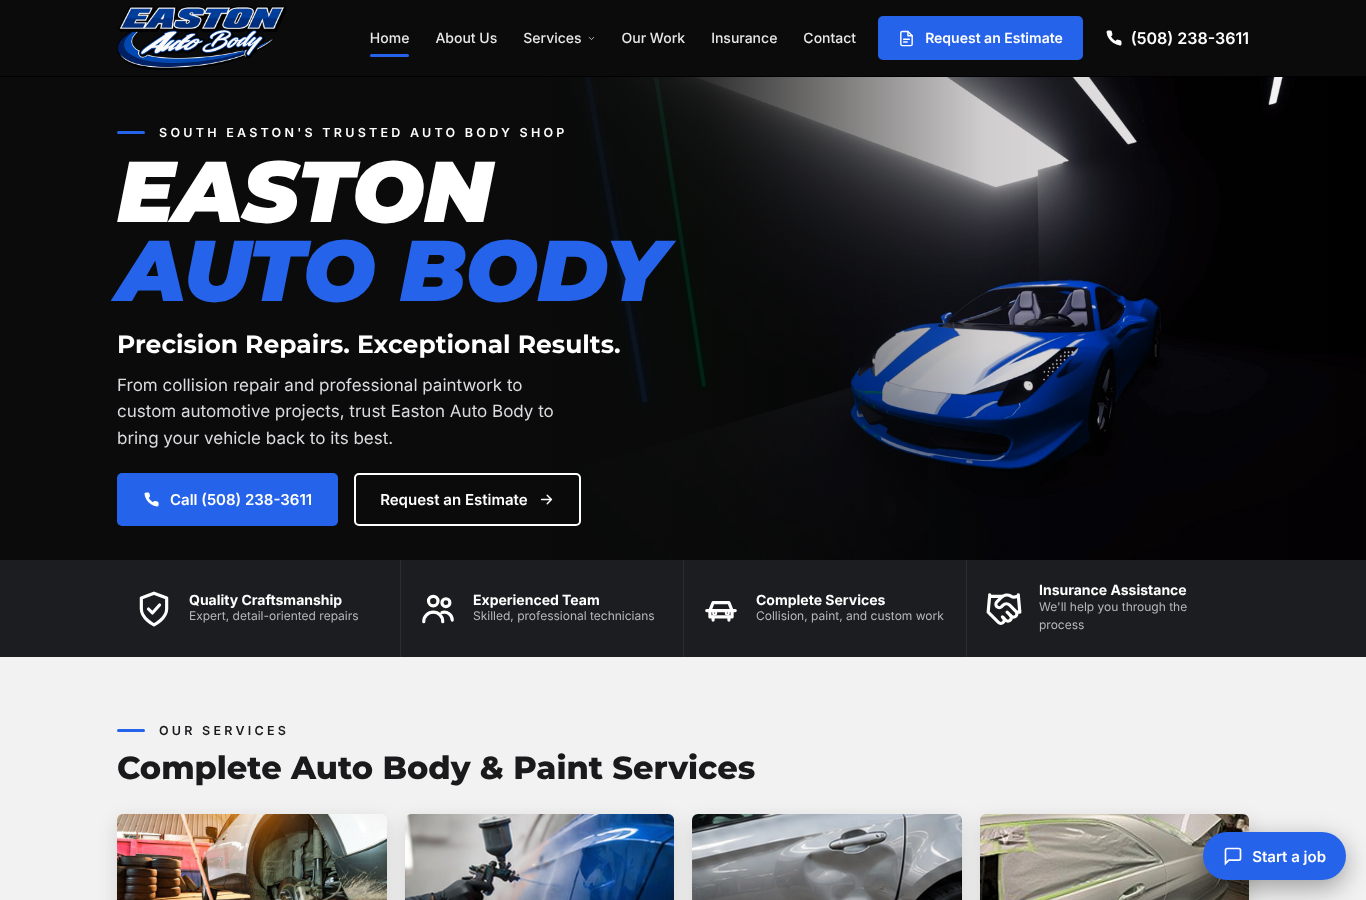 EASTON
Auto Body
Home
About Us
Services
Our Work
Insurance
Contact
Request an Estimate
(508) 238-3611
SOUTH EASTON'S TRUSTED AUTO BODY SHOP
EASTON
AUTO BODY
Precision Repairs. Exceptional Results.
From collision repair and professional paintwork to
custom automotive projects, trust Easton Auto Body to
bring your vehicle back to its best.
Call (508) 238-3611
Request an Estimate
Quality Craftsmanship
Expert, detail-oriented repairs
Experienced Team
Skilled, professional technicians
Complete Services
Collision, paint, and custom work
Insurance Assistance
We'll help you through the
process
OUR SERVICES
Complete Auto Body & Paint Services
Start a job